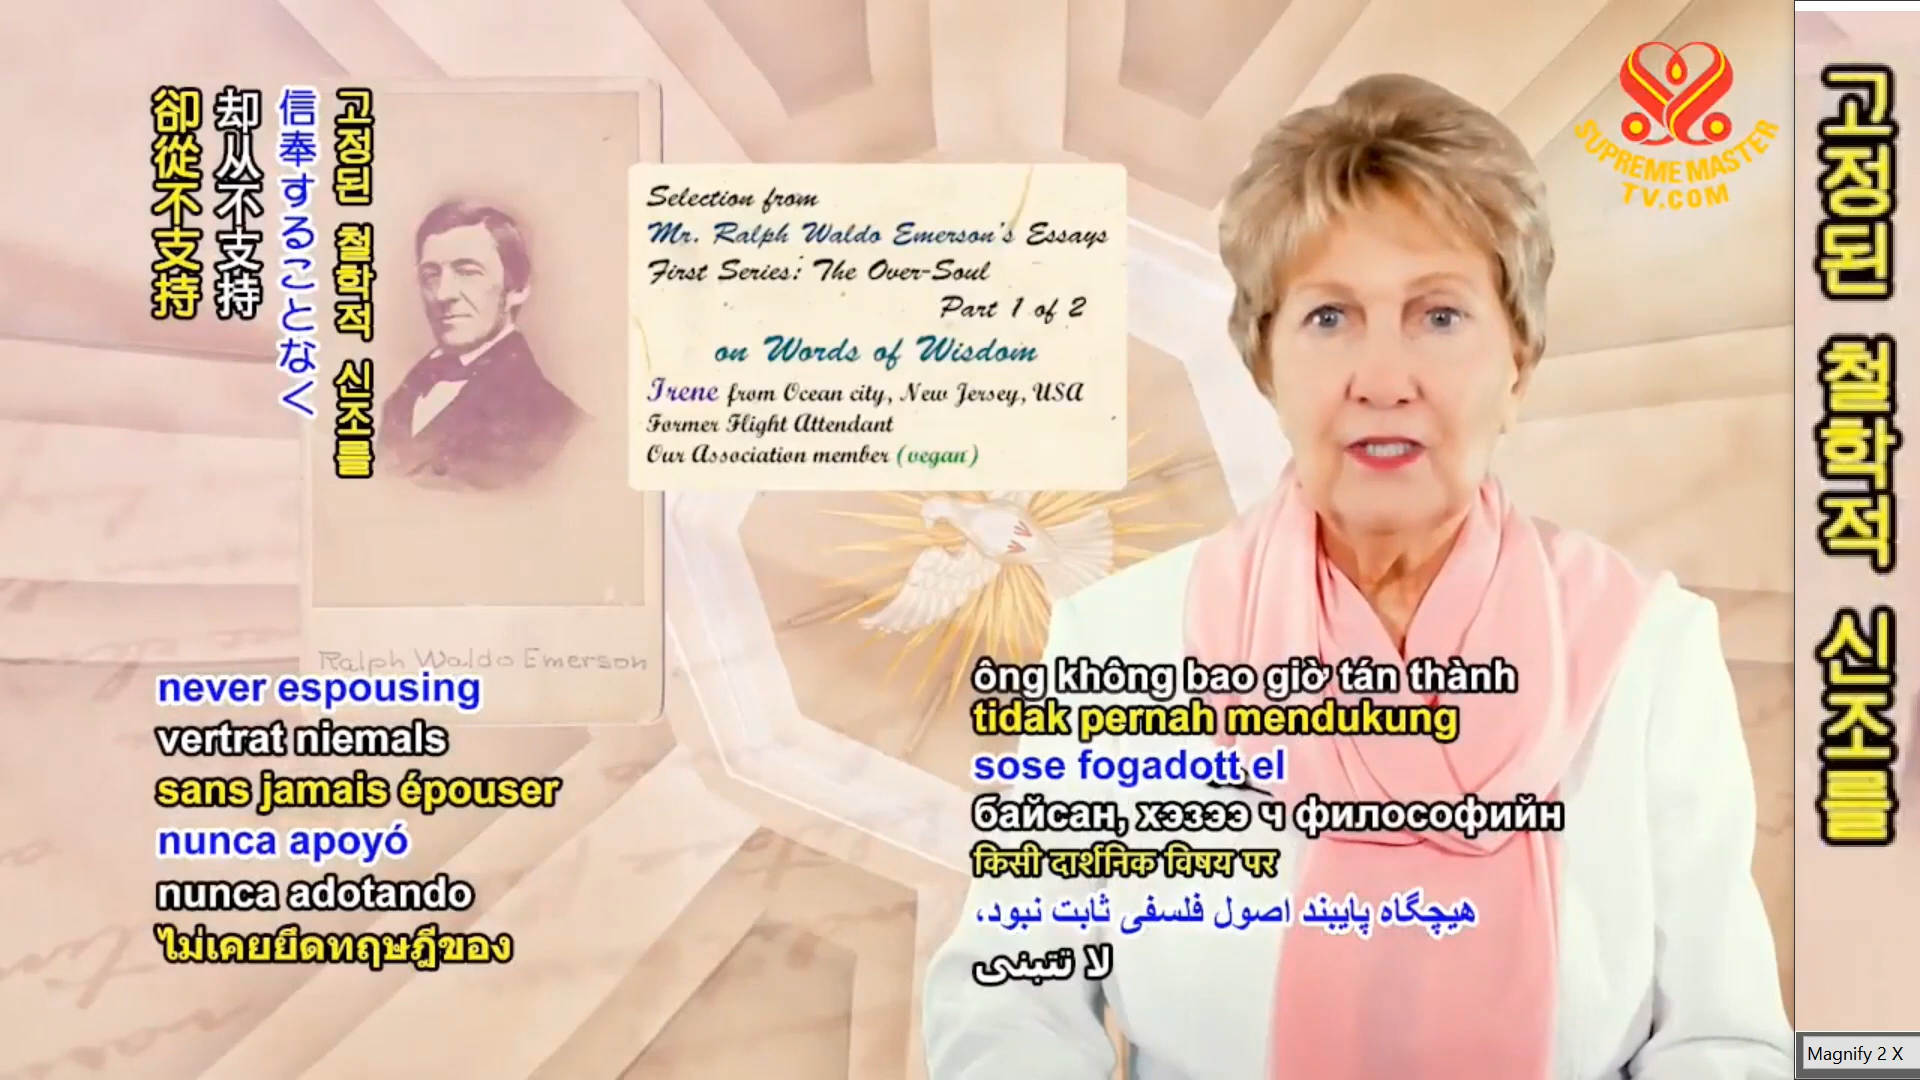 卻從不支持
却从不支持
信奉することなく
고정된 철학적 신조를
Selection from
Mr. Ralph Waldo Emerson's Essays
First Series: The Over-Soul
Part 1 of 2
on Words of Wisdom
Irene from Ocean city, New Jersey, USA
Former Flight Attendant
Our Association member (vegan)
SUPREME MASTER
TV.COM
고정된 철학적 신조를
Ralph Waldo Emerson
never espousing
vertrat niemals
sans jamais épouser
nunca apoyó
nunca adotando
ไม่เคยยึดทฤษฎีของ
ông không bao giờ tán thành
tidak pernah mendukung
sose fogadott el
байсан, хэзээ ч философийн
किसी दार्शनिक विषय पर
هیچگاه پایبند اصول فلسفی ثابت نبود،
لا تتبنى
Magnify 2 X